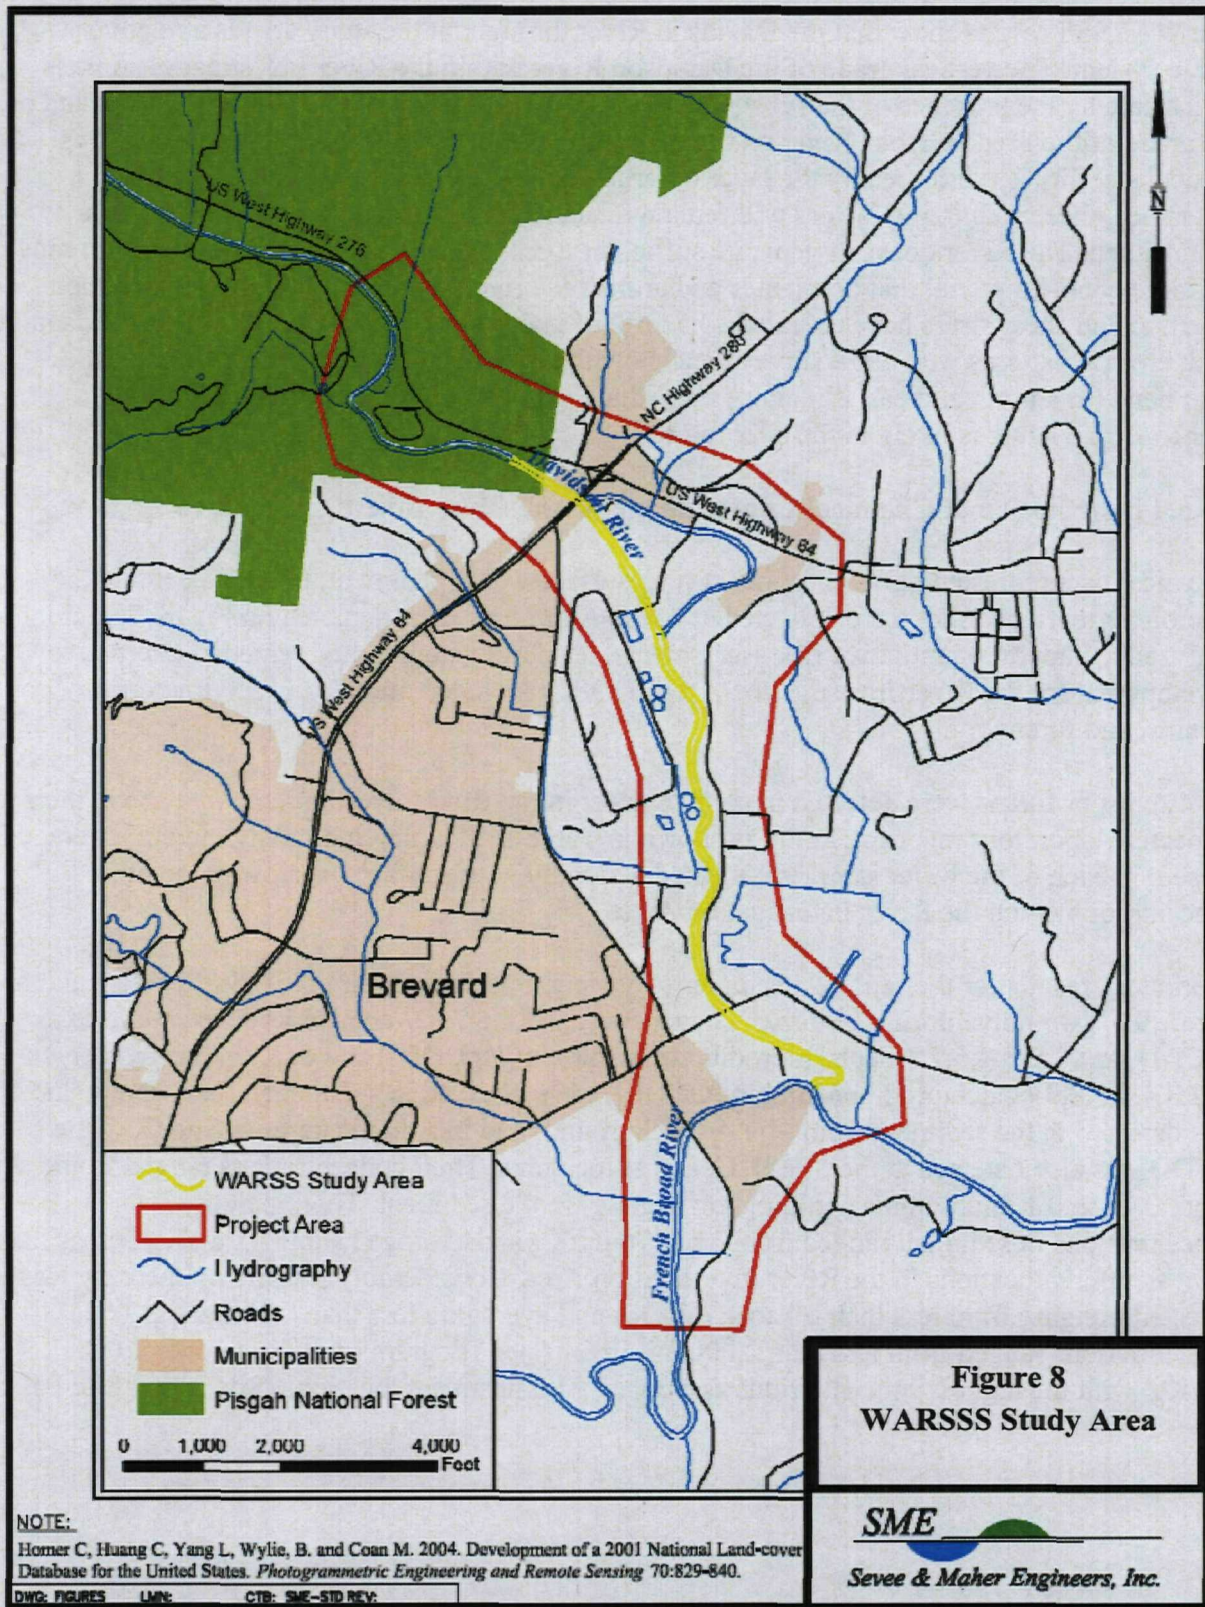 US West Highway 276
N
NC Highway 280
Davidson River
US West Highway 64
US West Highway 64
Brevard
French Broad River
WARSS Study Area
Project Area
Hydrography
Roads
Municipalities
Pisgah National Forest
0 1,000 2,000 4,000
Feet
Figure 8
WARSSS Study Area
SME
Sevee & Maher Engineers, Inc.
NOTE:
Homer C, Huang C, Yang L, Wylie, B. and Coan M. 2004. Development of a 2001 National Land-cover
Database for the United States. Photogrammetric Engineering and Remote Sensing 70:829-840.
DWG: FIGURES LMN: CTB: SME-STD REV: